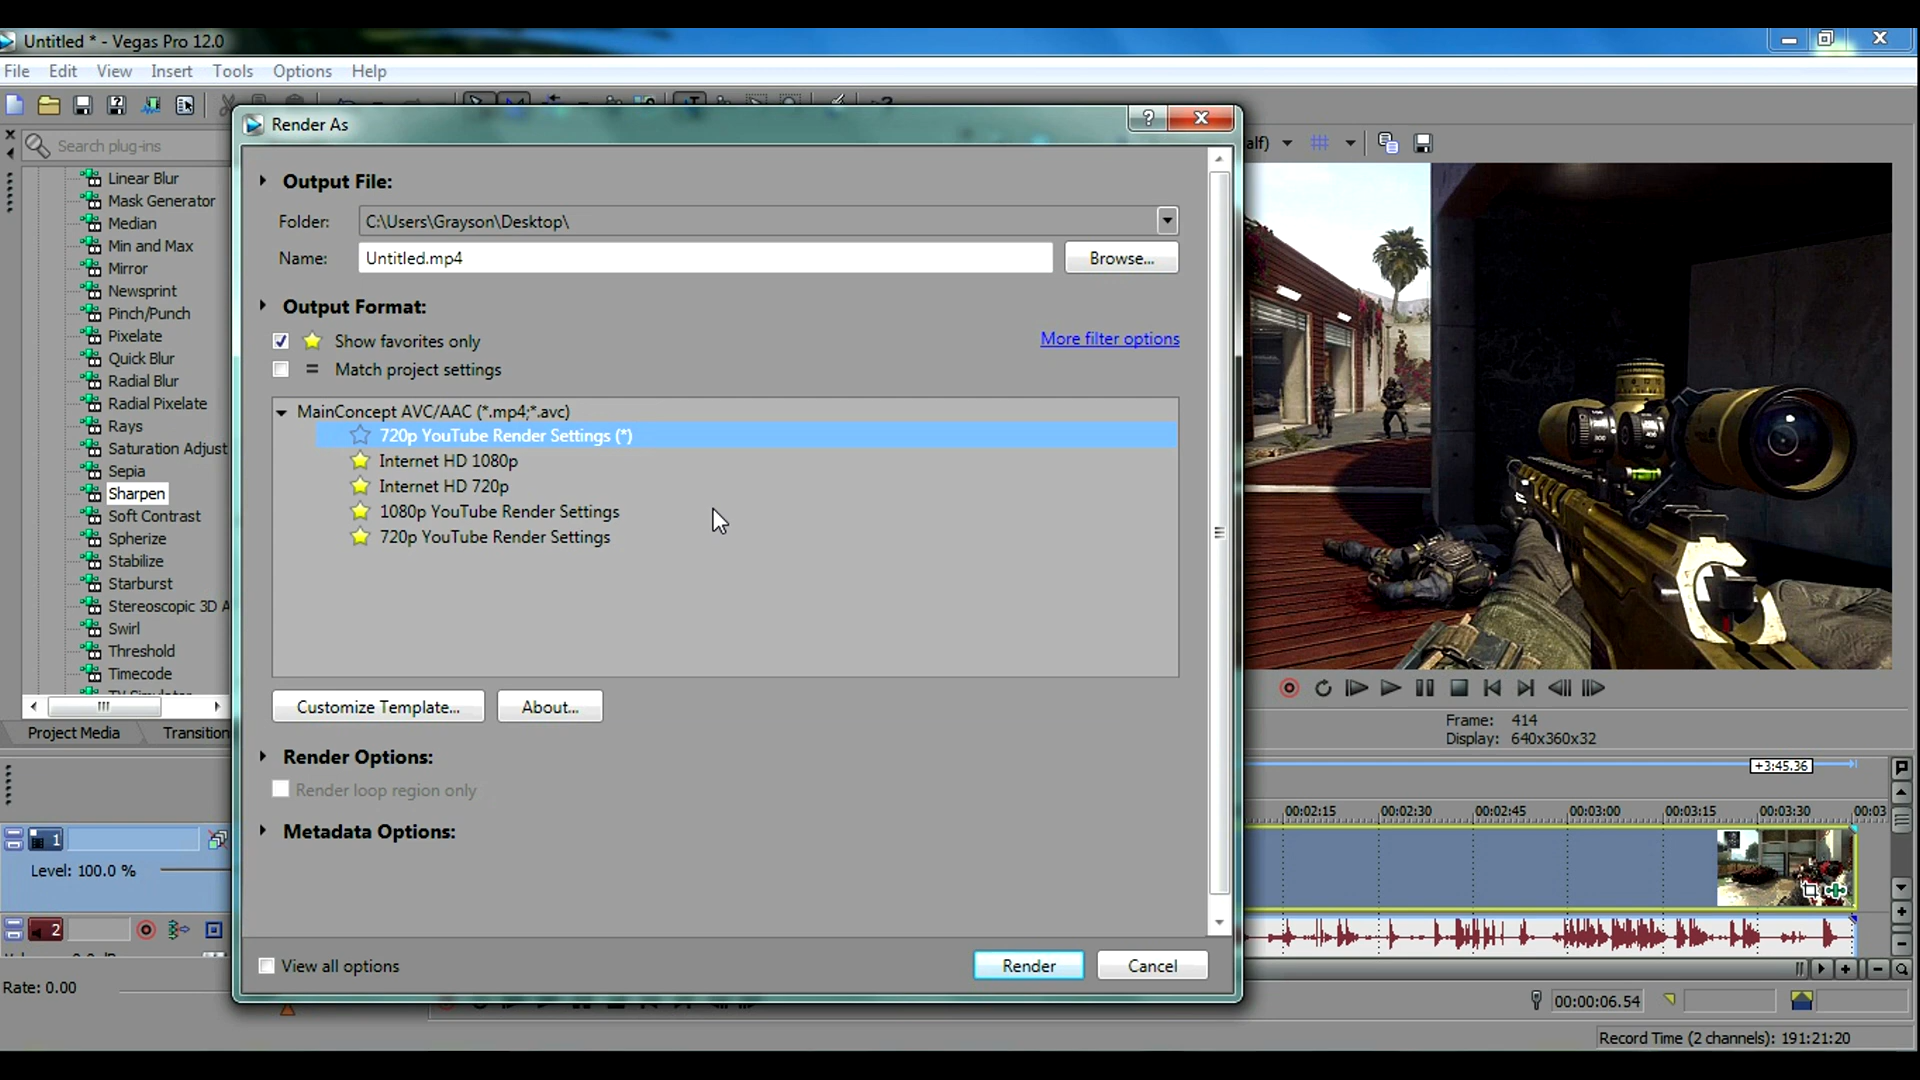 Untitled * - Vegas Pro 12.0
File Edit View Insert Tools Options Help
Search plug-ins
Linear Blur
Mask Generator
Median
Min and Max
Mirror
Newsprint
Pinch/Punch
Pixelate
Quick Blur
Radial Blur
Radial Pixelate
Rays
Saturation Adjust
Sepia
Sharpen
Soft Contrast
Spherize
Stabilize
Starburst
Stereoscopic 3D A
Swirl
Threshold
Timecode
Project Media Transition
1
Level: 100.0 %
2
Rate: 0.00
Render As
Output File:
Folder: C:\Users\Grayson\Desktop\
Name: Untitled.mp4 Browse...
Output Format:
Show favorites only More filter options
= Match project settings
MainConcept AVC/AAC (*.mp4;*.avc)
720p YouTube Render Settings (*)
Internet HD 1080p
Internet HD 720p
1080p YouTube Render Settings
720p YouTube Render Settings
Customize Template... About...
Render Options:
Render loop region only
Metadata Options:
View all options Render Cancel
alf)
Frame: 414
Display: 640x360x32
+3:45.36
00:02:15 00:02:30 00:02:45 00:03:00 00:03:15 00:03:30 00:03
00:00:06.54
Record Time (2 channels): 191:21:20